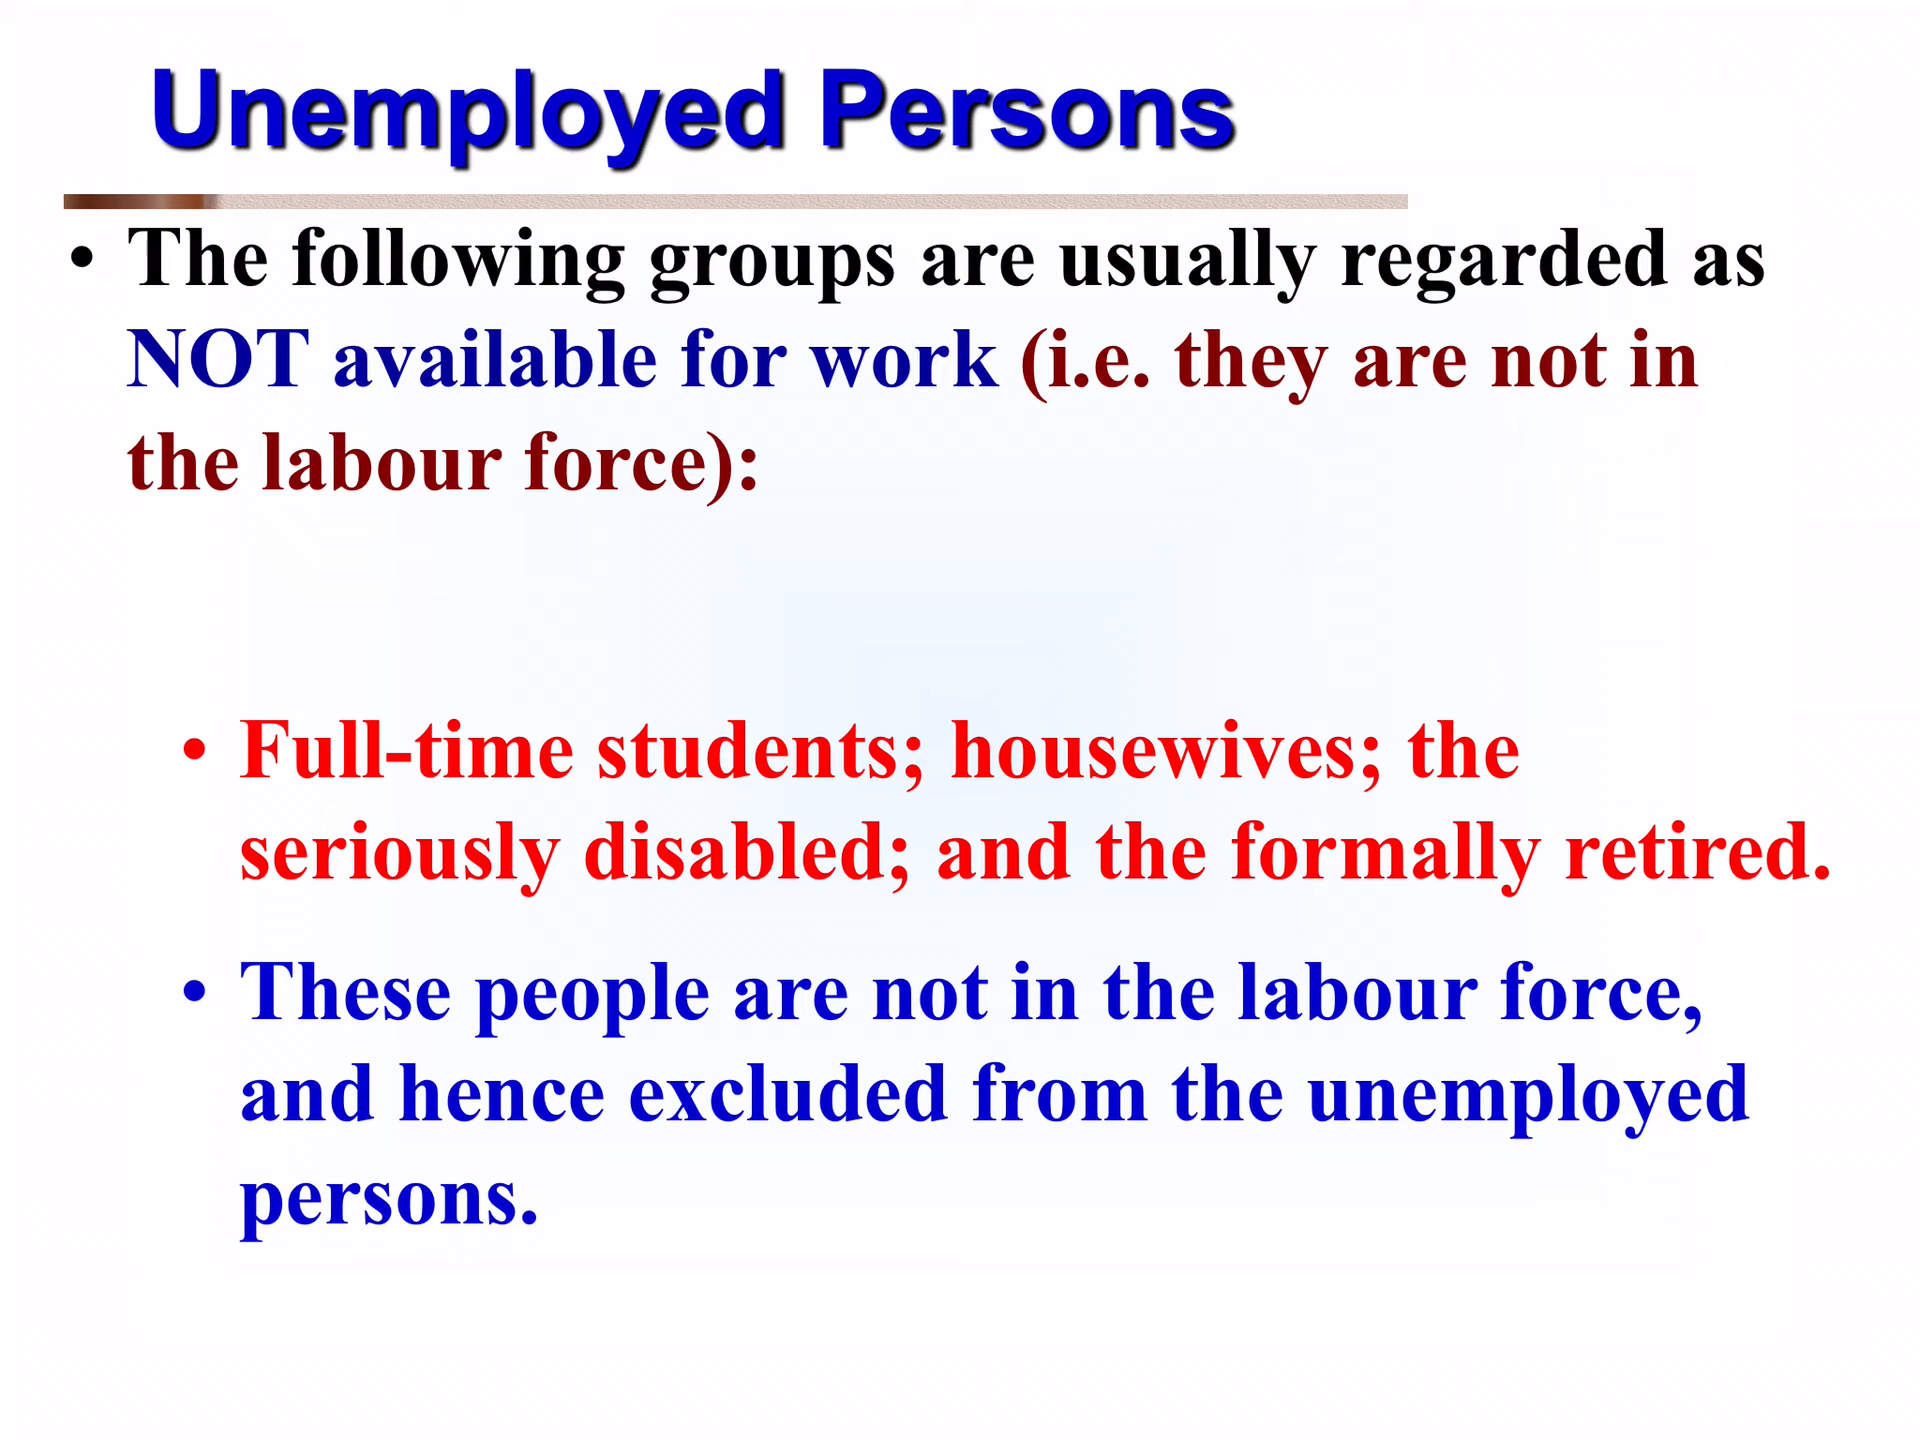 Unemployed Persons
• The following groups are usually regarded as
NOT available for work (i.e. they are not in
the labour force):
• Full-time students; housewives; the
seriously disabled; and the formally retired.
• These people are not in the labour force,
and hence excluded from the unemployed
persons.